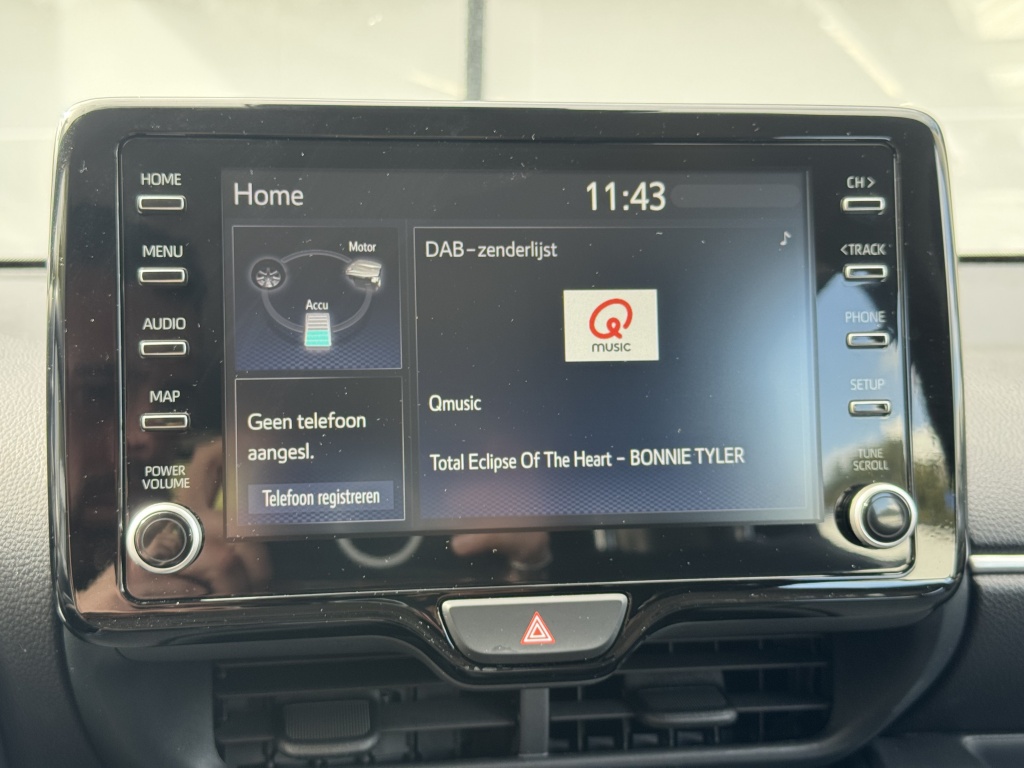 HOME
MENU
AUDIO
MAP
POWER
VOLUME
Home
11:43
Motor
Accu
Geen telefoon
aangesl.
Telefoon registreren
DAB-zenderlijst
MUSIC
Qmusic
Total Eclipse Of The Heart - BONNIE TYLER
CH>
<TRACK
PHONE
SETUP
TUNE
SCROLL